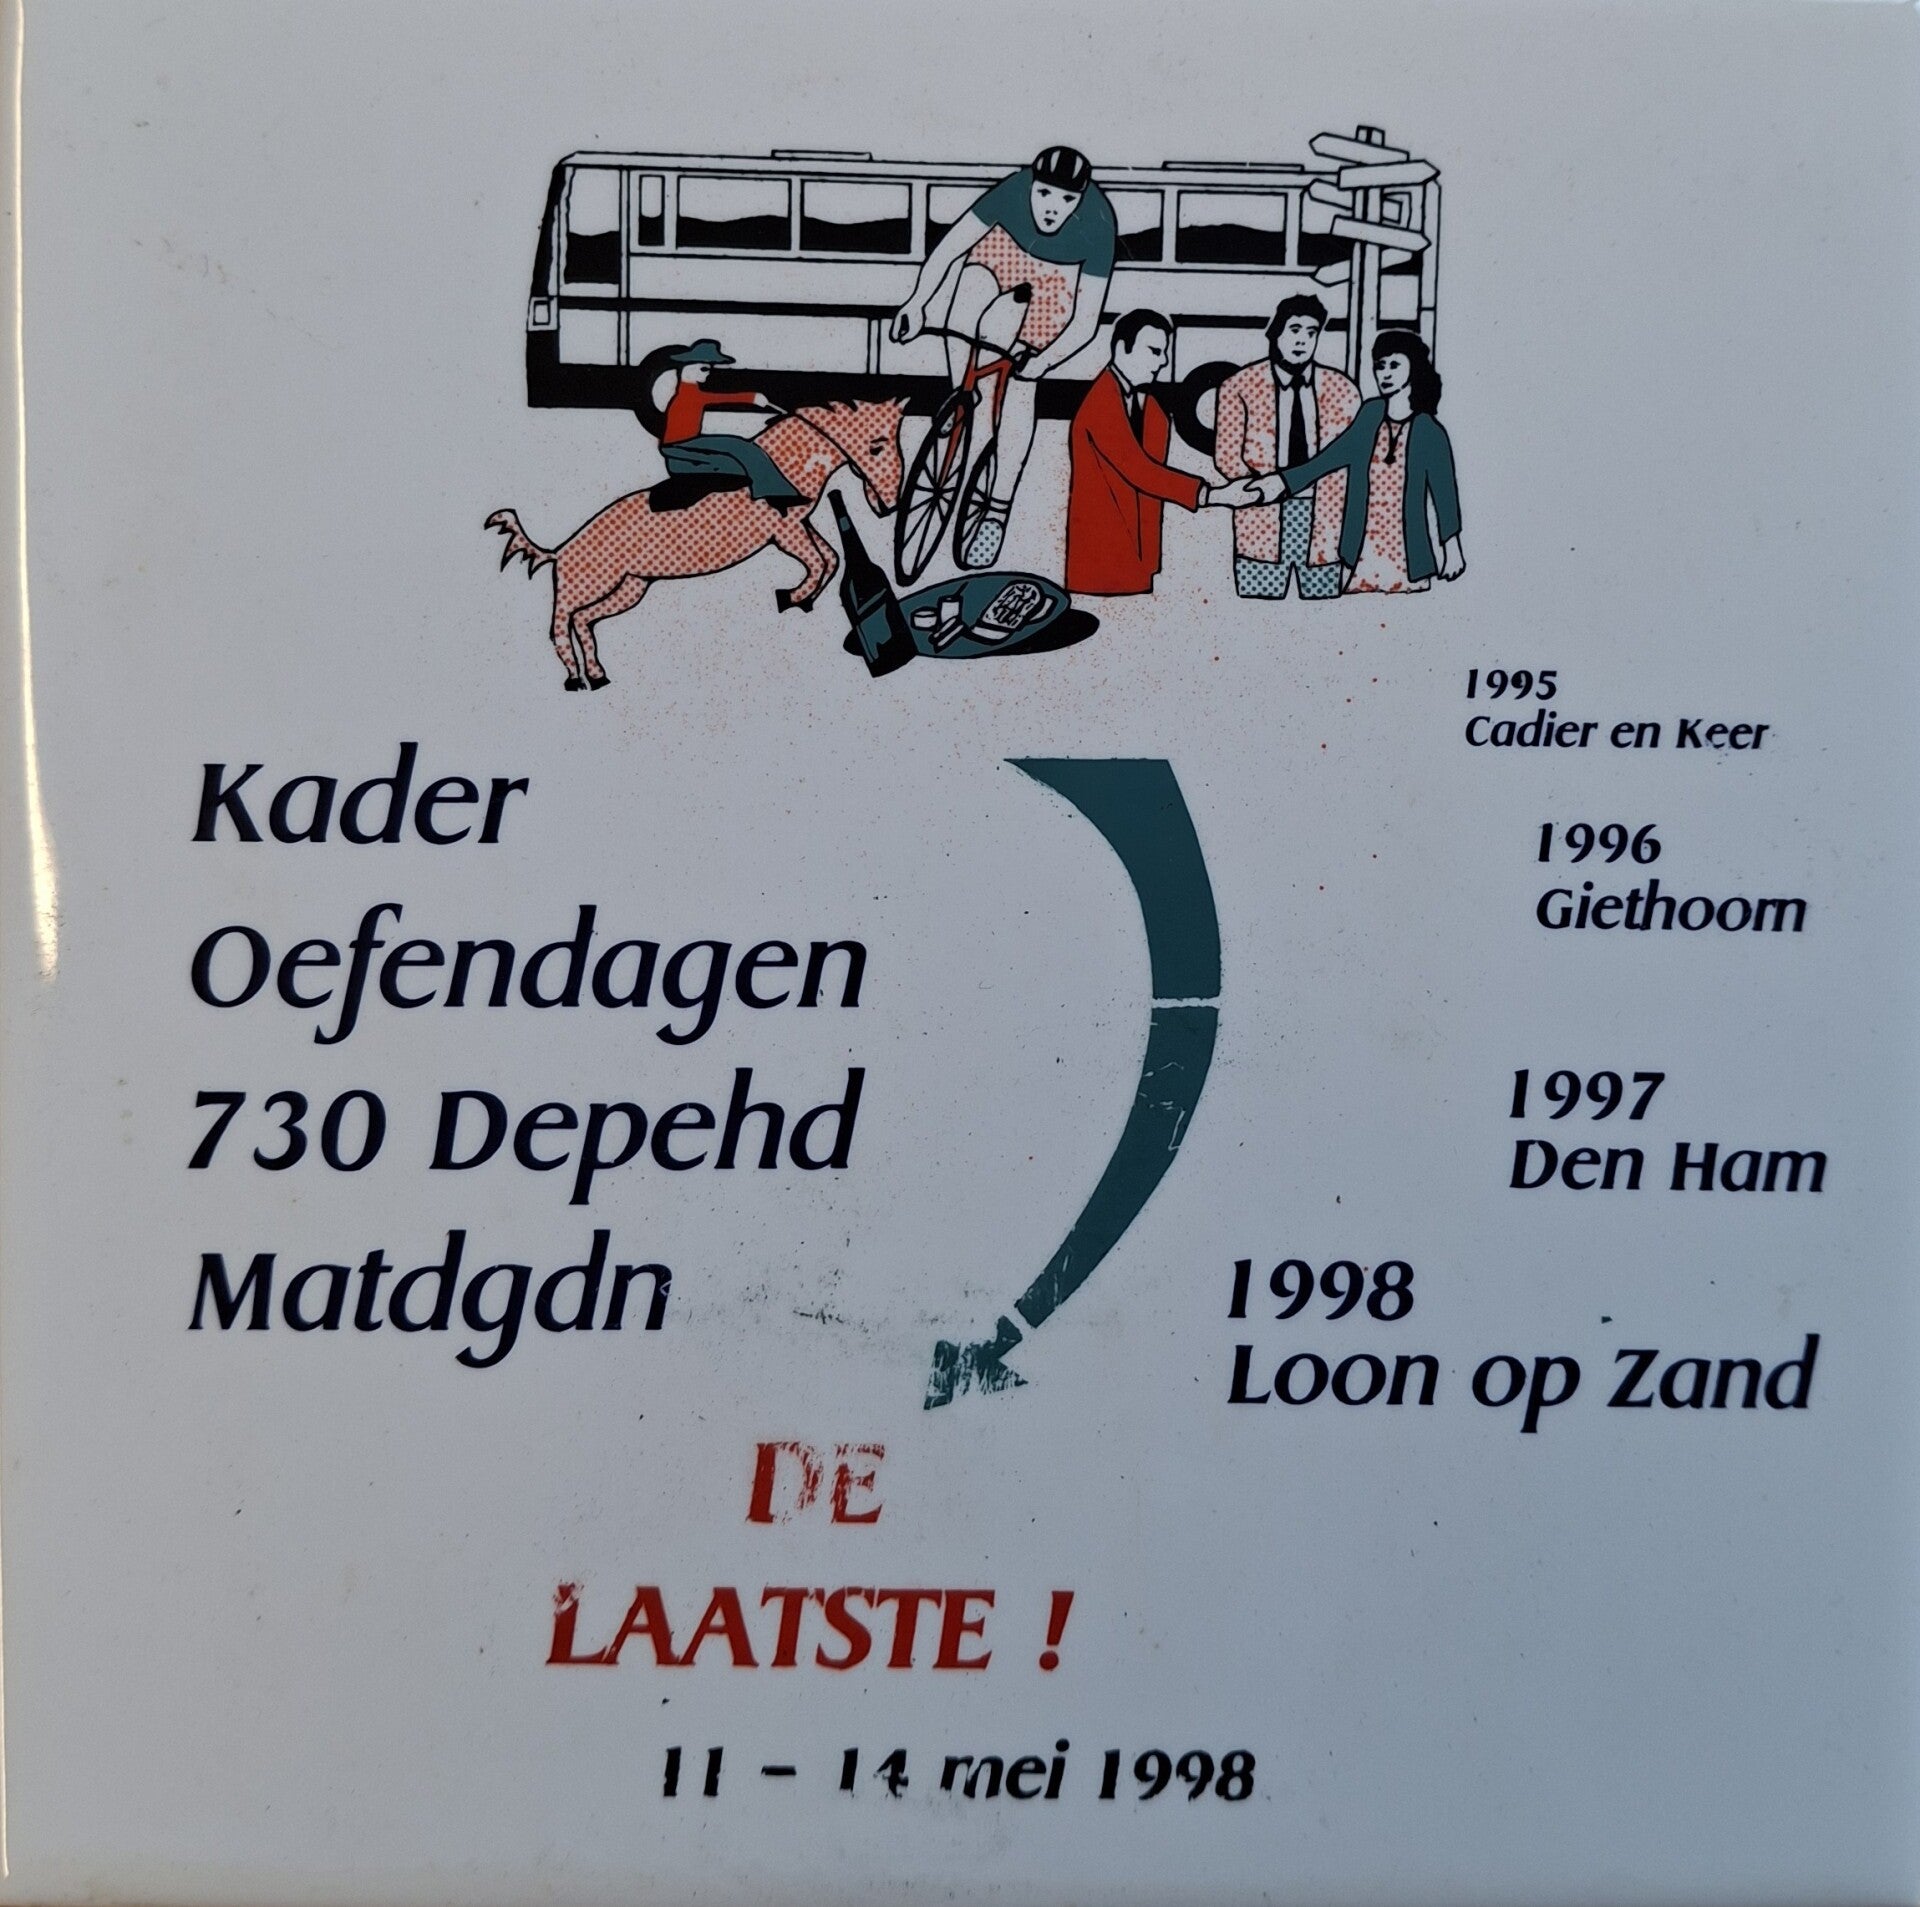 1995
Cadier en Keer
Kader
1996
Giethoorn
Oefendagen
1997
Den Ham
730 Depehd
1998
Loon op Zand
Matdgdn
DE
LAATSTE !
11 - 14 mei 1998